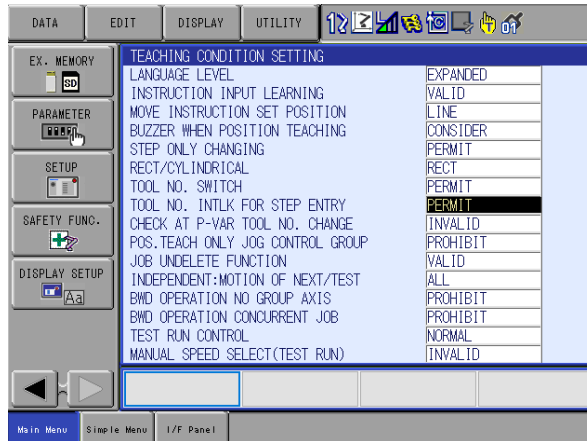 DATA EDIT DISPLAY UTILITY 12
EX. MEMORY
SD
PARAMETER
SETUP
SAFETY FUNC.
DISPLAY SETUP
Aa
TEACHING CONDITION SETTING
LANGUAGE LEVEL EXPANDED
INSTRUCTION INPUT LEARNING VALID
MOVE INSTRUCTION SET POSITION LINE
BUZZER WHEN POSITION TEACHING CONSIDER
STEP ONLY CHANGING PERMIT
RECT/CYLINDRICAL RECT
TOOL NO. SWITCH PERMIT
TOOL NO. INTLK FOR STEP ENTRY PERMIT
CHECK AT P-VAR TOOL NO. CHANGE INVALID
POS.TEACH ONLY JOG CONTROL GROUP PROHIBIT
JOB UNDELETE FUNCTION VALID
INDEPENDENT:MOTION OF NEXT/TEST ALL
BWD OPERATION NO GROUP AXIS PROHIBIT
BWD OPERATION CONCURRENT JOB PROHIBIT
TEST RUN CONTROL NORMAL
MANUAL SPEED SELECT(TEST RUN) INVALID
Main Menu Simple Menu I/F Panel